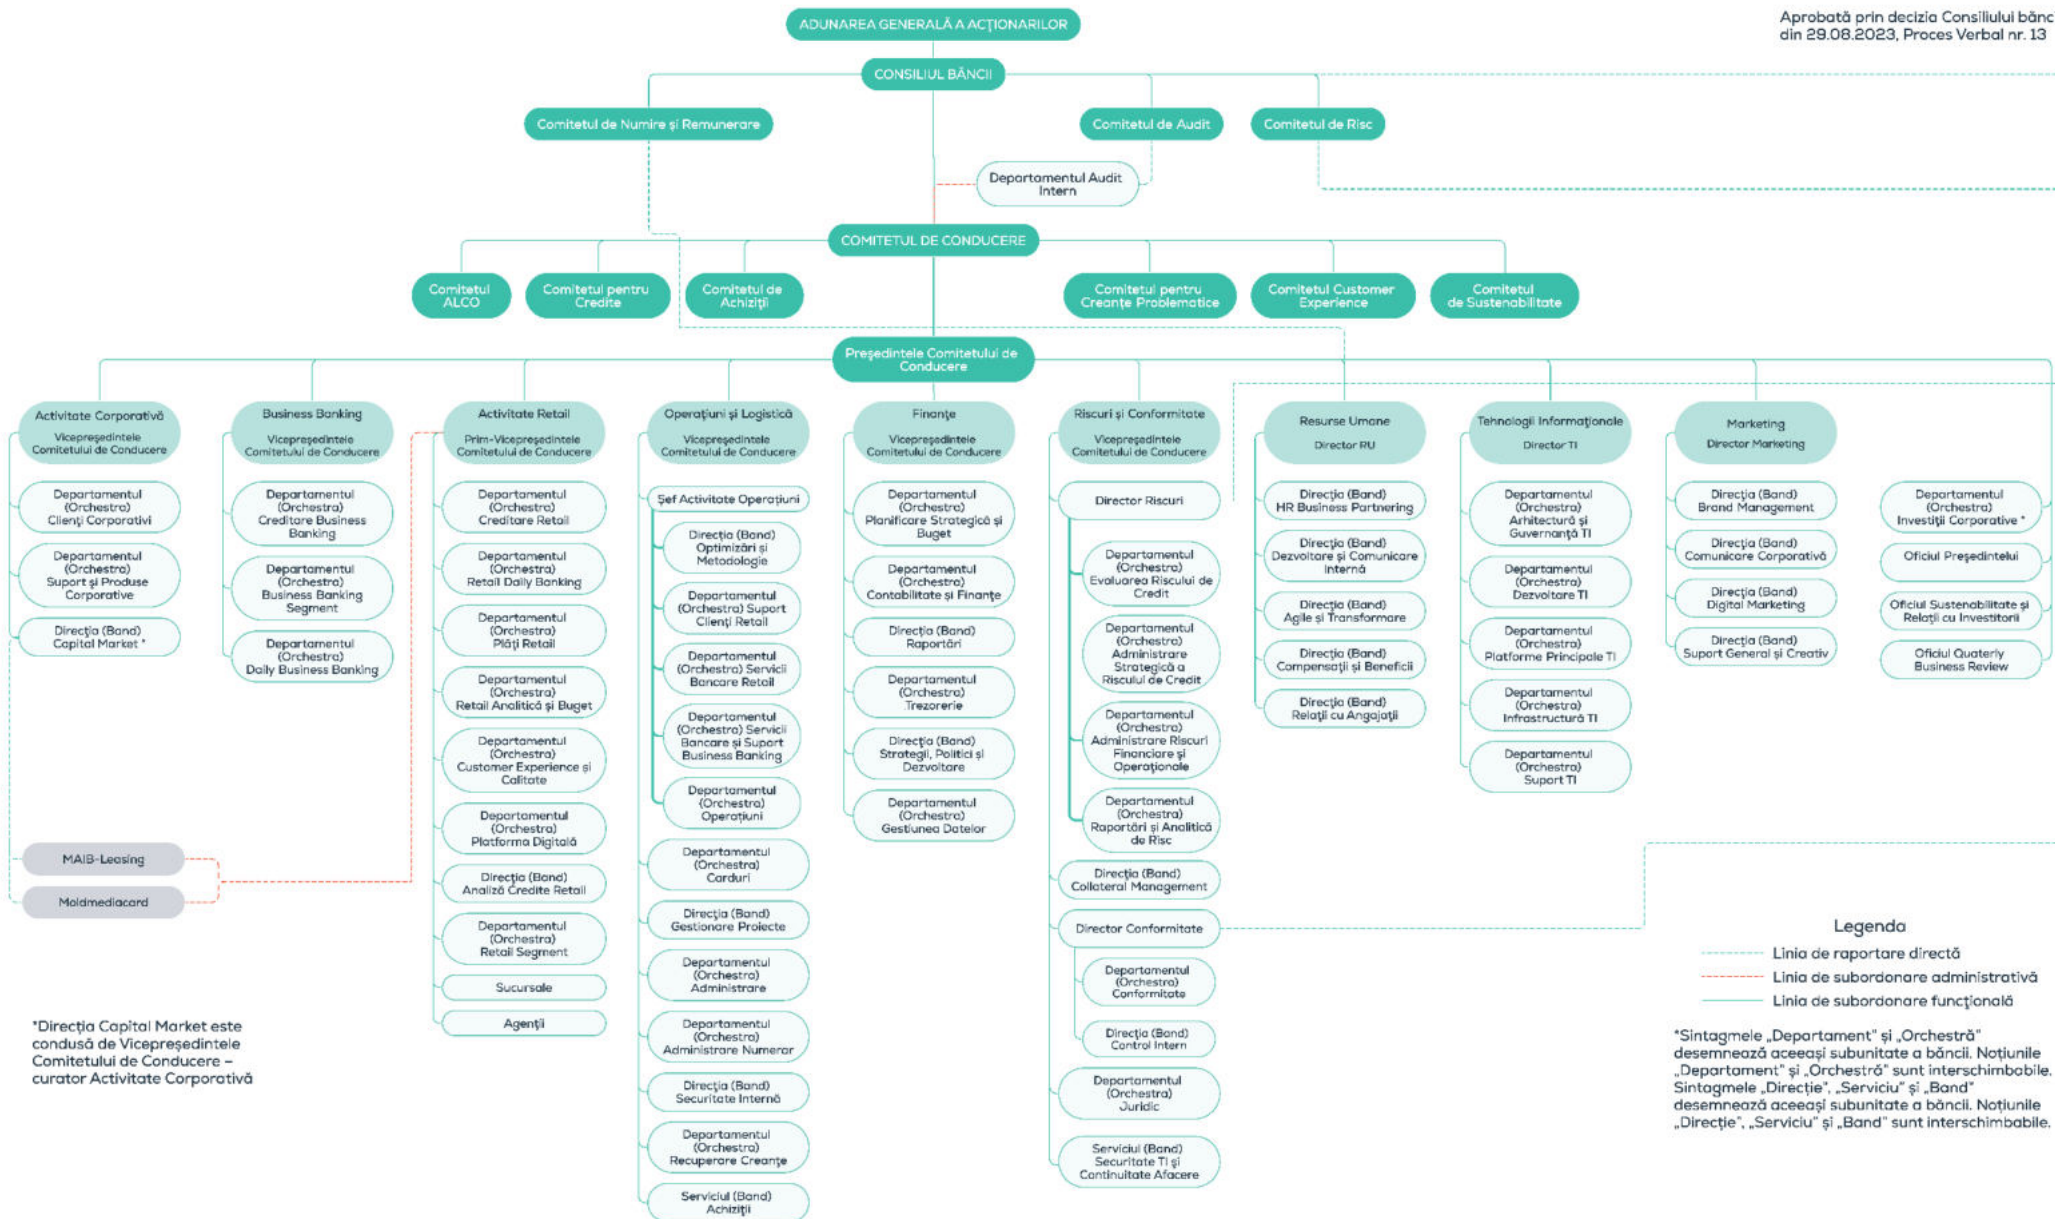 ADUNAREA GENERALĂ A ACȚIONARILOR
Aprobată prin decizia Consiliului bănc
din 29.08.2023, Proces Verbal nr. 13
CONSILIUL BĂNCII
Comitetul de Numire și Remunerare
Comitetul de Audit
Comitetul de Risc
Departamentul Audit
Intern
COMITETUL DE CONDUCERE
Comitetul
ALCO
Comitetul pentru
Credite
Comitetul de
Achiziții
Comitetul pentru
Creanțe Problematice
Comitetul Customer
Experience
Comitetul
de Sustenabilitate
Președintele Comitetului de
Conducere
Activitate Corporativă
Vicepreședintele
Comitetului de Conducere
Departamentul
(Orchestra)
Clienți Corporativi
Departamentul
(Orchestra)
Suport și Produse
Corporative
Direcția (Band)
Capital Market *
MAIB-Leasing
Moldmediacard
*Direcția Capital Market este
condusă de Vicepreședintele
Comitetului de Conducere –
curator Activitate Corporativă
Business Banking
Vicepreședintele
Comitetului de Conducere
Departamentul
(Orchestra)
Creditare Business
Banking
Departamentul
(Orchestra)
Business Banking
Segment
Departamentul
(Orchestra)
Daily Business Banking
Activitate Retail
Prim-Vicepreședintele
Comitetului de Conducere
Departamentul
(Orchestra)
Creditare Retail
Departamentul
(Orchestra)
Retail Daily Banking
Departamentul
(Orchestra)
Plăți Retail
Departamentul
(Orchestra)
Retail Analitică și Buget
Departamentul
(Orchestra)
Customer Experience și
Calitate
Departamentul
(Orchestra)
Platforma Digitală
Direcția (Band)
Analiză Credite Retail
Departamentul
(Orchestra)
Retail Segment
Sucursale
Agenții
Operațiuni și Logistică
Vicepreședintele
Comitetului de Conducere
Șef Activitate Operațiuni
Direcția (Band)
Optimizări și
Metodologie
Departamentul
(Orchestra) Suport
Clienți Retail
Departamentul
(Orchestra) Servicii
Bancare Retail
Departamentul
(Orchestra) Servicii
Bancare și Suport
Business Banking
Departamentul
(Orchestra)
Operațiuni
Departamentul
(Orchestra)
Carduri
Direcția (Band)
Gestionare Proiecte
Departamentul
(Orchestra)
Administrare
Departamentul
(Orchestra)
Administrare Numerar
Direcția (Band)
Securitate Internă
Departamentul
(Orchestra)
Recuperare Creanțe
Serviciul (Band)
Achiziții
Finanțe
Vicepreședintele
Comitetului de Conducere
Departamentul
(Orchestra)
Planificare Strategică și
Buget
Departamentul
(Orchestra)
Contabilitate și Finanțe
Direcția (Band)
Raportări
Departamentul
(Orchestra)
Trezorerie
Direcția (Band)
Strategii, Politici și
Dezvoltare
Departamentul
(Orchestra)
Gestiunea Datelor
Riscuri și Conformitate
Vicepreședintele
Comitetului de Conducere
Director Riscuri
Departamentul
(Orchestra)
Evaluarea Riscului de
Credit
Departamentul
(Orchestra)
Administrare
Strategică a
Riscului de Credit
Departamentul
(Orchestra)
Administrare Riscuri
Financiare și
Operaționale
Departamentul
(Orchestra)
Raportări și Analitică
de Risc
Direcția (Band)
Collateral Management
Director Conformitate
Departamentul
(Orchestra)
Conformitate
Direcția (Band)
Control Intern
Departamentul
(Orchestra)
Juridic
Serviciul (Band)
Securitate TI și
Continuitate Afacere
Resurse Umane
Director RU
Direcția (Band)
HR Business Partnering
Direcția (Band)
Dezvoltare și Comunicare
Internă
Direcția (Band)
Agile și Transformare
Direcția (Band)
Compensații și Beneficii
Direcția (Band)
Relații cu Angajații
Tehnologii Informaționale
Director TI
Departamentul
(Orchestra)
Arhitectură și
Guvernanță TI
Departamentul
(Orchestra)
Dezvoltare TI
Departamentul
(Orchestra)
Platforme Principale TI
Departamentul
(Orchestra)
Infrastructură TI
Departamentul
(Orchestra)
Suport TI
Marketing
Director Marketing
Direcția (Band)
Brand Management
Direcția (Band)
Comunicare Corporativă
Direcția (Band)
Digital Marketing
Direcția (Band)
Suport General și Creativ
Departamentul
(Orchestra)
Investiții Corporative *
Oficiul Președintelui
Oficiul Sustenabilitate și
Relații cu Investitorii
Oficiul Quaterly
Business Review
Legenda
Linia de raportare directă
Linia de subordonare administrativă
Linia de subordonare funcțională
*Sintagmele „Departament” și „Orchestră”
desemnează aceeași subunitate a băncii. Noțiunile
„Departament” și „Orchestră” sunt interschimbabile.
Sintagmele „Direcție”, „Serviciu” și „Band”
desemnează aceeași subunitate a băncii. Noțiunile
„Direcție”, „Serviciu” și „Band” sunt interschimbabile.